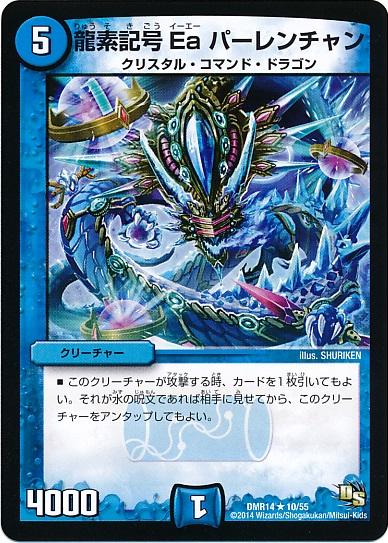 5
りゅうそきごう イーエー
龍素記号 Ea パーレンチャン
クリスタル・コマンド・ドラゴン
クリーチャー
illus. SHURIKEN
■ このクリーチャーが攻撃する時、カードを1枚引いてもよ
い。それが水の呪文であれば相手に見せてから、このクリー
チャーをアンタップしてもよい。
4000
1
DS
DMR14★10/55
©2014 Wizards/Shogakukan/Mitsui-Kids